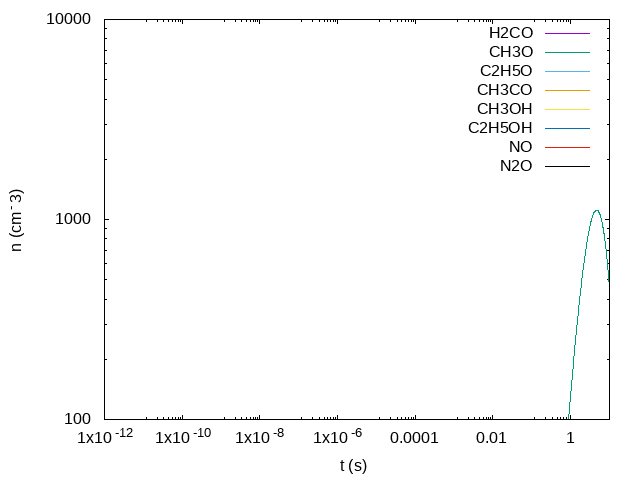 10000
1000
100
n (cm-3)
H2CO
CH3O
C2H5O
CH3CO
CH3OH
C2H5OH
NO
N2O
1x10-12 1x10-10 1x10-8 1x10-6 0.0001 0.01 1
t (s)